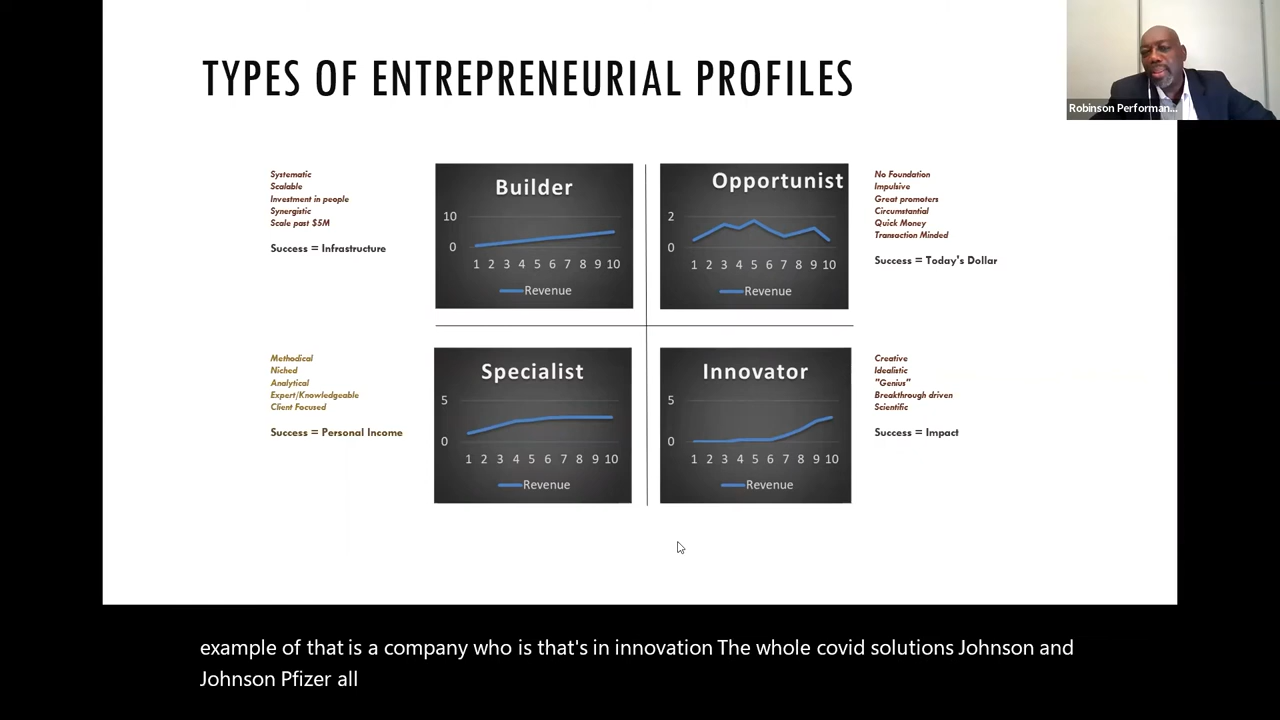 TYPES OF ENTREPRENEURIAL PROFILES
Robinson Performan...
Systematic
Scalable
Investment in people
Synergistic
Scale past $5M
Success = Infrastructure
Builder
10
0
1 2 3 4 5 6 7 8 9 10
Revenue
Opportunist
2
0
1 2 3 4 5 6 7 8 9 10
Revenue
No Foundation
Impulsive
Great promoters
Circumstantial
Quick Money
Transaction Minded
Success = Today's Dollar
Methodical
Niched
Analytical
Expert/Knowledgeable
Client Focused
Success = Personal Income
Specialist
5
0
1 2 3 4 5 6 7 8 9 10
Revenue
Innovator
5
0
1 2 3 4 5 6 7 8 9 10
Revenue
Creative
Idealistic
"Genius"
Breakthrough driven
Scientific
Success = Impact
example of that is a company who is that's in innovation The whole covid solutions Johnson and
Johnson Pfizer all